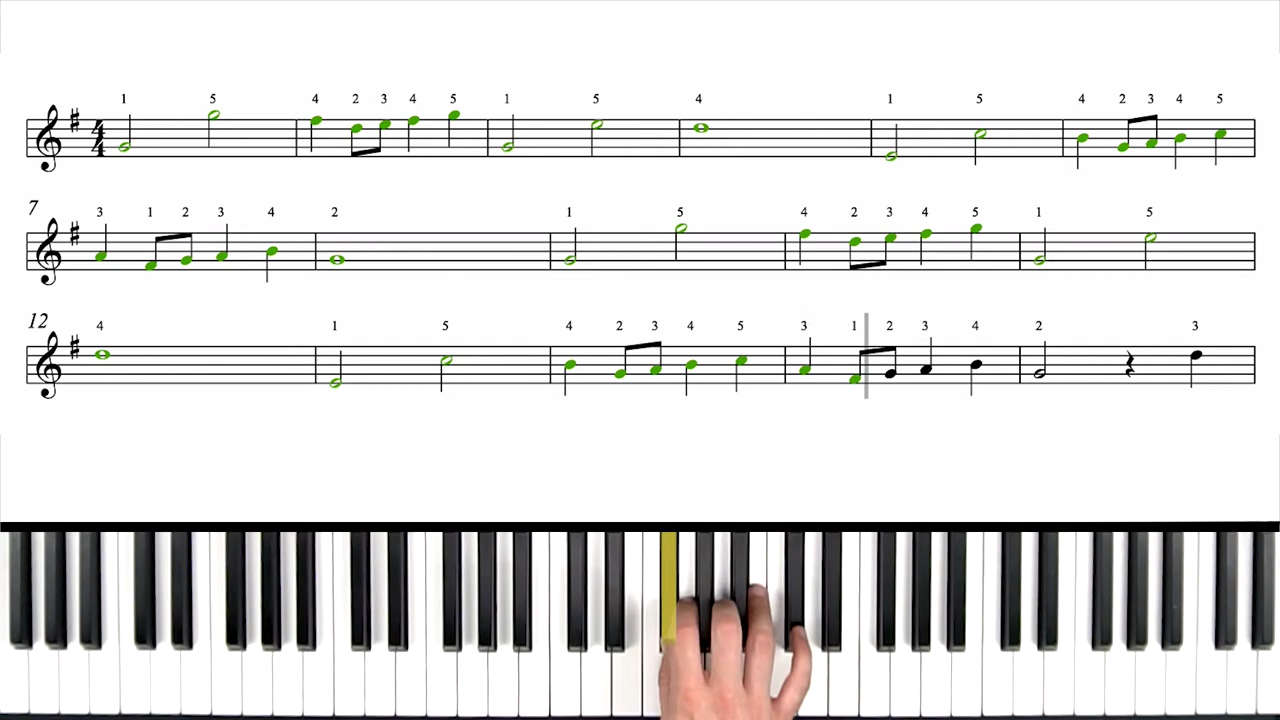 1 5 4 2 3 4 5 1 5 4 1 5 4 2 3 4 5
4
4
7
3 1 2 3 4 2 1 5 4 2 3 4 5 1 5
12
4 1 5 4 2 3 4 5 3 1 2 3 4 2 3